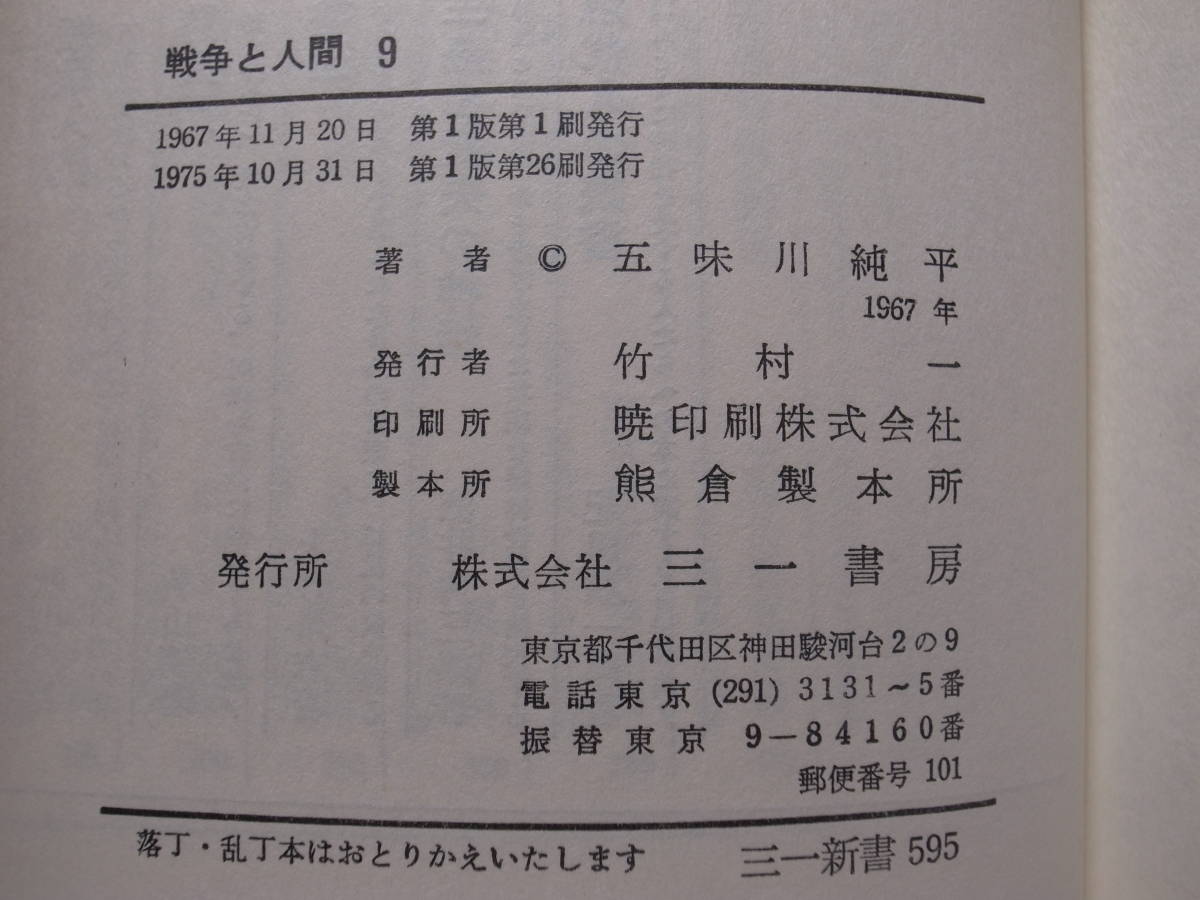 戦争と人間 9
1967年11月20日 第1版第1刷発行
1975年10月31日 第1版第26刷発行
著者 © 五味川純平
1967年
発行者 竹村一
印刷所 暁印刷株式会社
製本所 熊倉製本所
発行所 株式会社 三一書房
東京都千代田区神田駿河台2の9
電話東京(291)3131~5番
振替東京 9-84160番
郵便番号 101
落丁・乱丁本はおとりかえいたします 三一新書595